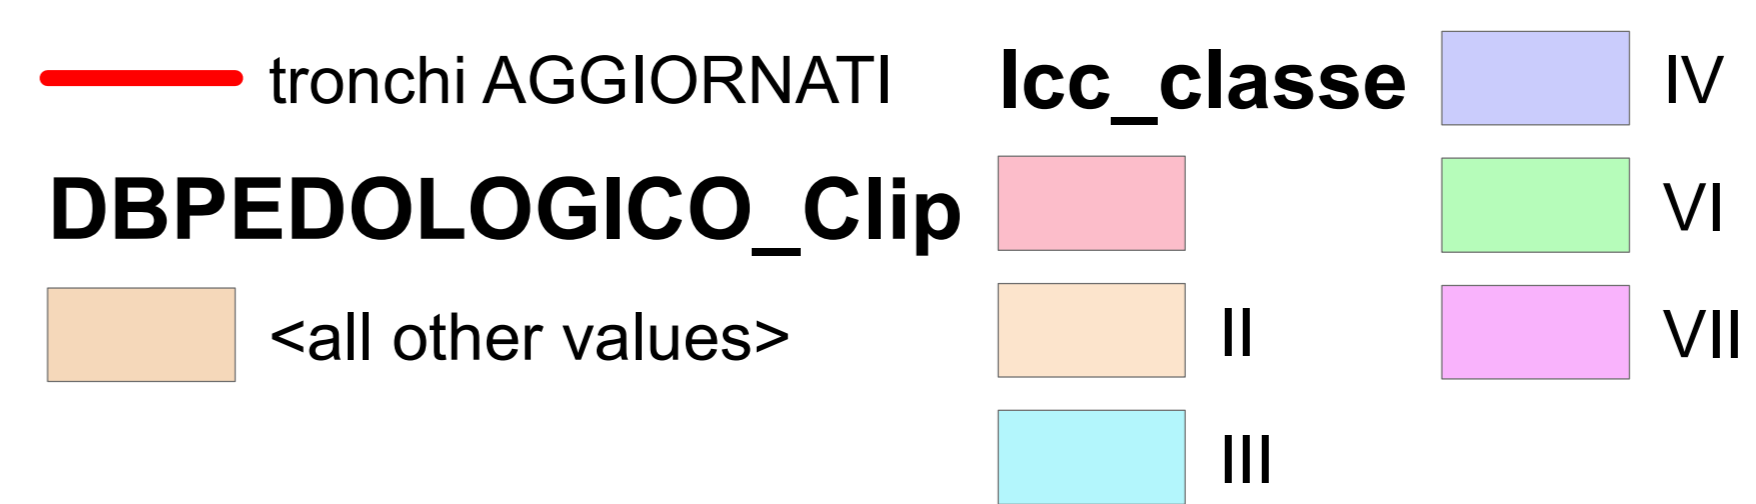 tronchi AGGIORNATI
DBPEDOLOGICO_Clip
<all other values>
lcc_classe
II
III
IV
VI
VII